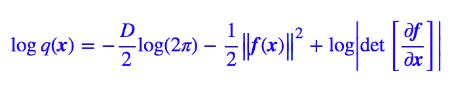 log q(x) = −D/2 log(2π) − 1/2 ‖f(x)‖² + log|det [∂f/∂x]|